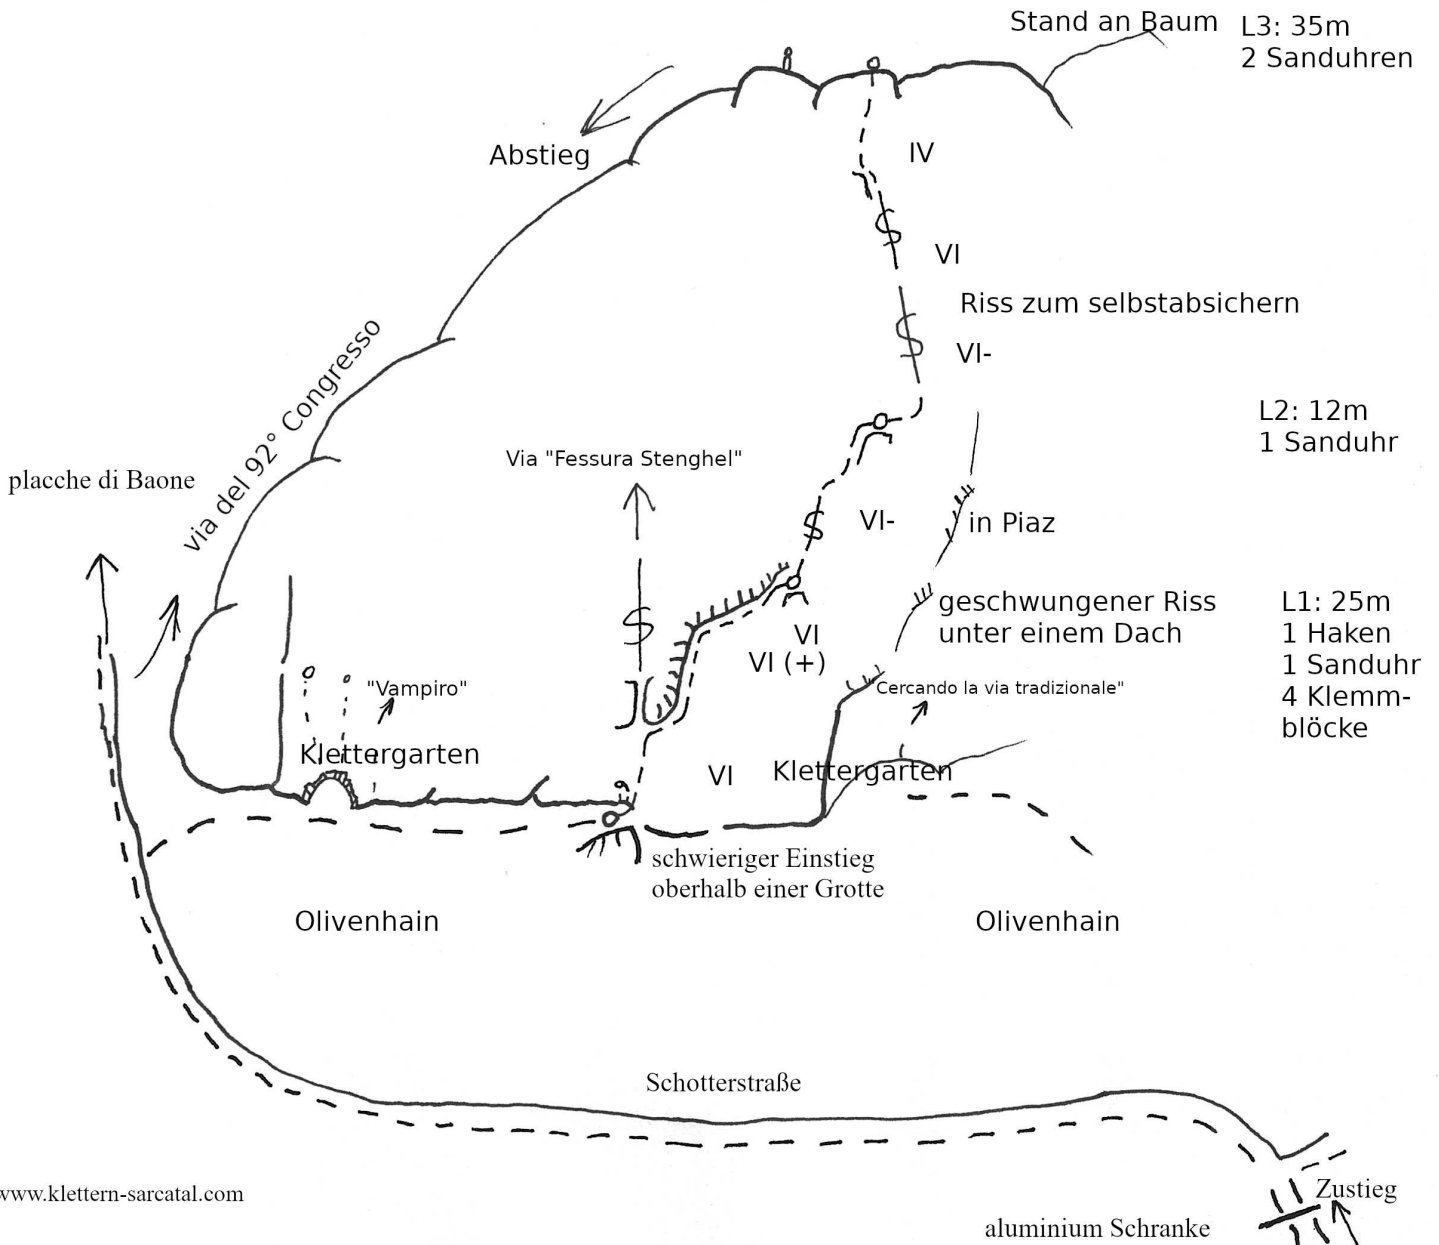 Stand an Baum
L3: 35m
2 Sanduhren
Abstieg
IV
VI
Riss zum selbstabsichern
VI-
via del 92° Congresso
L2: 12m
1 Sanduhr
Via "Fessura Stenghel"
placche di Baone
VI-
in Piaz
geschwungener Riss
unter einem Dach
L1: 25m
1 Haken
1 Sanduhr
4 Klemm-
blöcke
VI
VI (+)
"Vampiro"
"Cercando la via tradizionale"
Klettergarten
VI
Klettergarten
schwieriger Einstieg
oberhalb einer Grotte
Olivenhain
Olivenhain
Schotterstraße
www.klettern-sarcatal.com
Zustieg
aluminium Schranke